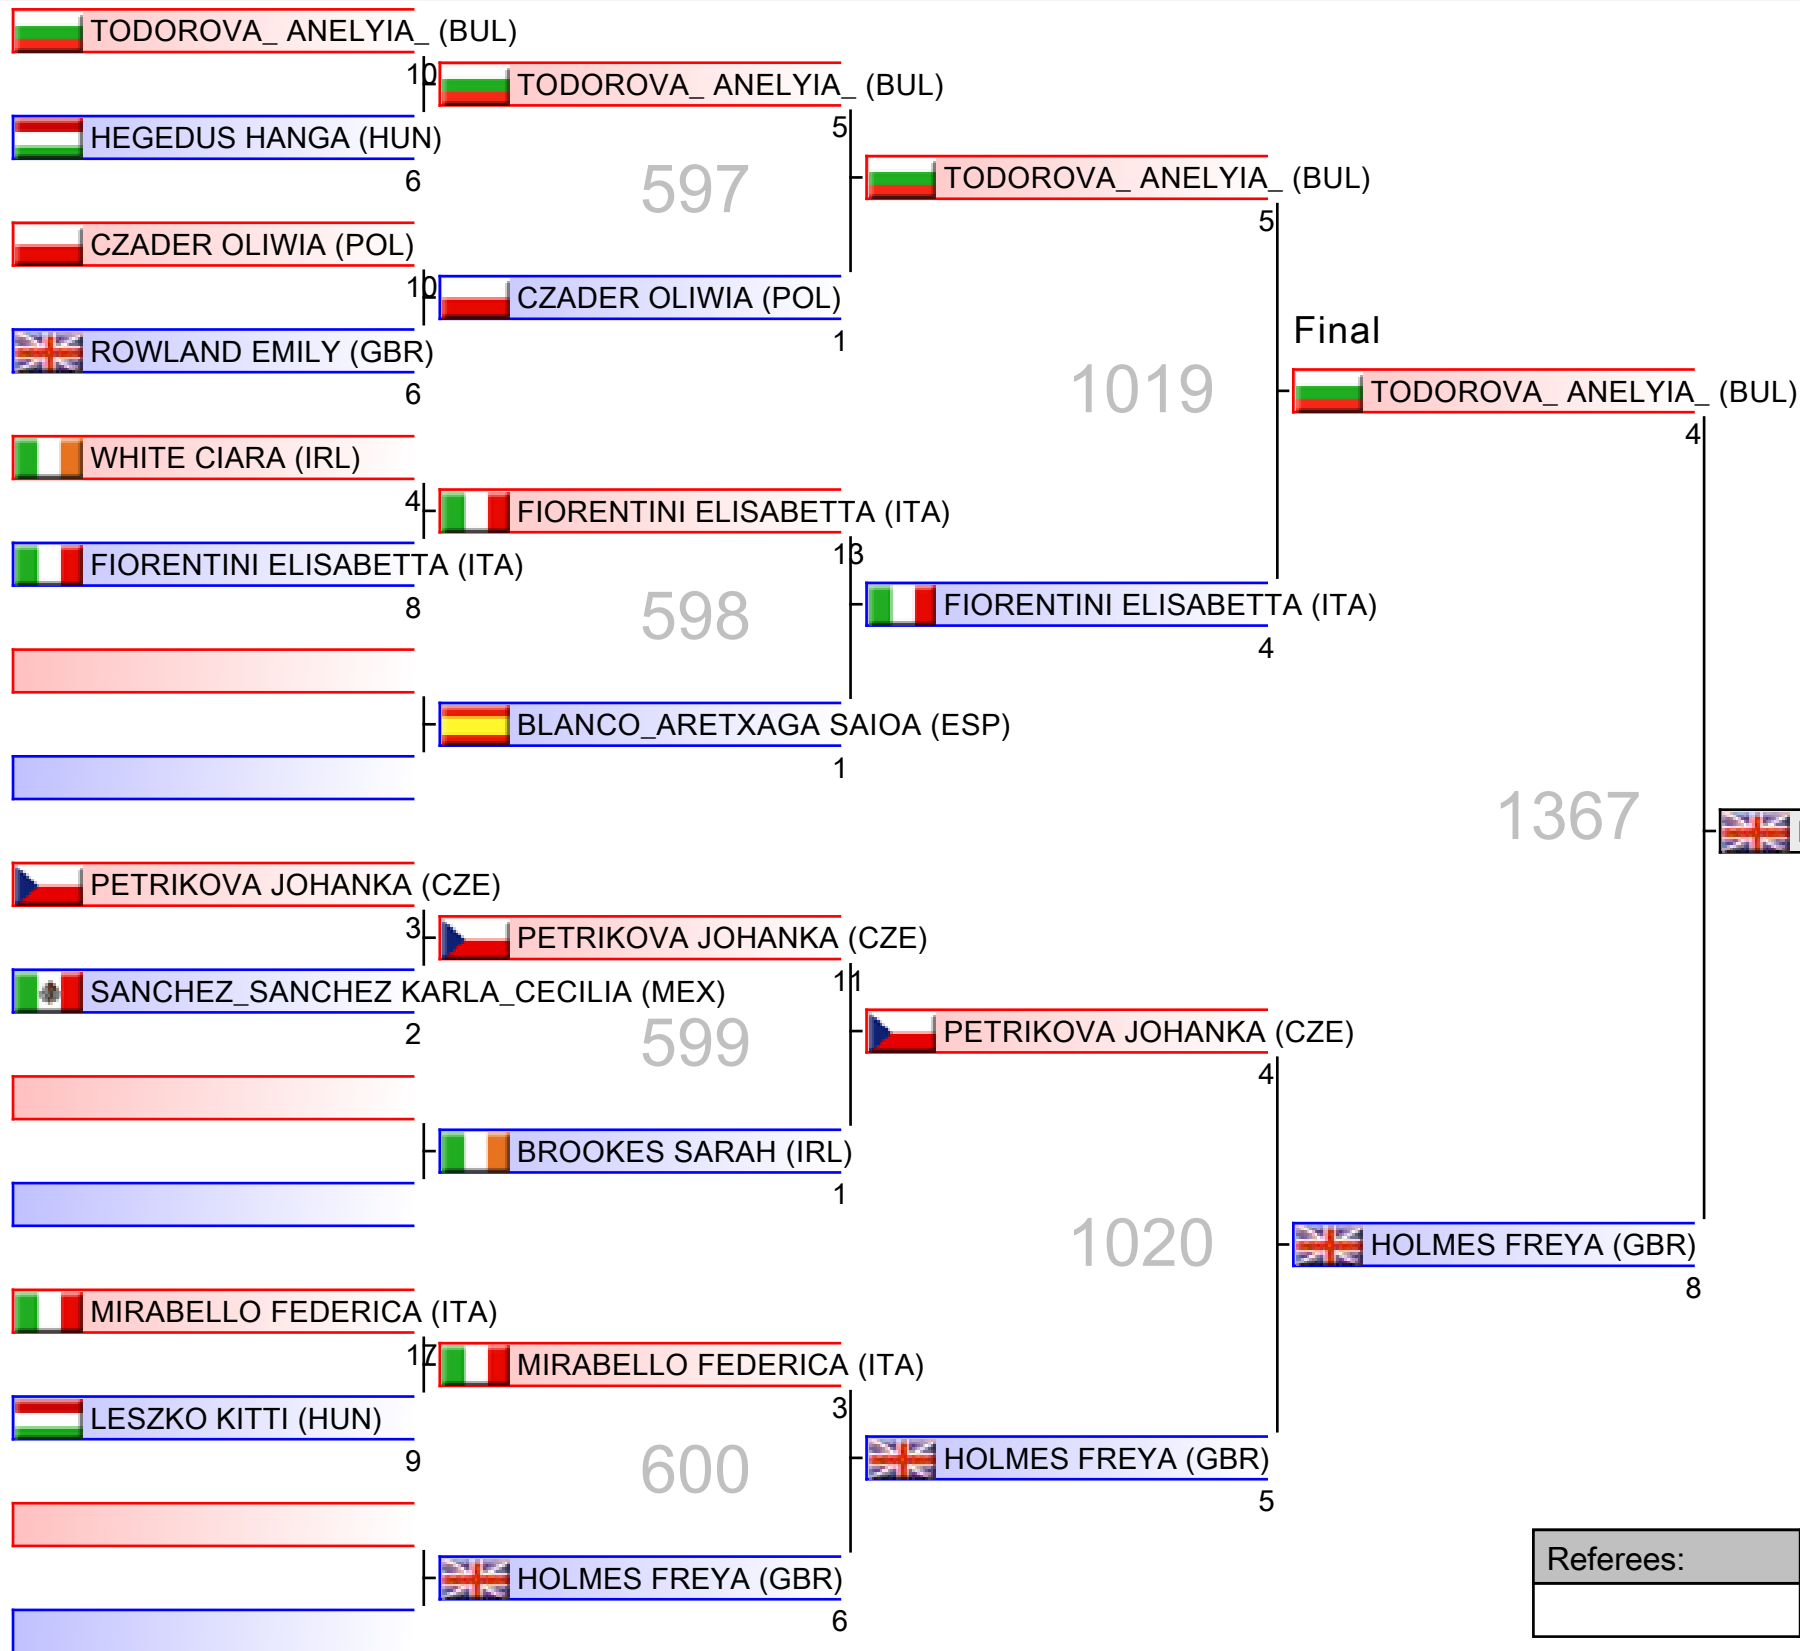 TODOROVA_ ANELYIA_ (BUL)
10
HEGEDUS HANGA (HUN)
6
CZADER OLIWIA (POL)
10
ROWLAND EMILY (GBR)
6
WHITE CIARA (IRL)
4
FIORENTINI ELISABETTA (ITA)
8
PETRIKOVA JOHANKA (CZE)
3
SANCHEZ_SANCHEZ KARLA_CECILIA (MEX)
2
MIRABELLO FEDERICA (ITA)
17
LESZKO KITTI (HUN)
9
TODOROVA_ ANELYIA_ (BUL)
5
597
CZADER OLIWIA (POL)
1
FIORENTINI ELISABETTA (ITA)
13
598
BLANCO_ARETXAGA SAIOA (ESP)
1
PETRIKOVA JOHANKA (CZE)
11
599
BROOKES SARAH (IRL)
1
MIRABELLO FEDERICA (ITA)
3
600
HOLMES FREYA (GBR)
6
TODOROVA_ ANELYIA_ (BUL)
5
1019
FIORENTINI ELISABETTA (ITA)
4
PETRIKOVA JOHANKA (CZE)
4
1020
HOLMES FREYA (GBR)
5
Final
TODOROVA_ ANELYIA_ (BUL)
4
1367
HOLMES FREYA (GBR)
8
Referees: